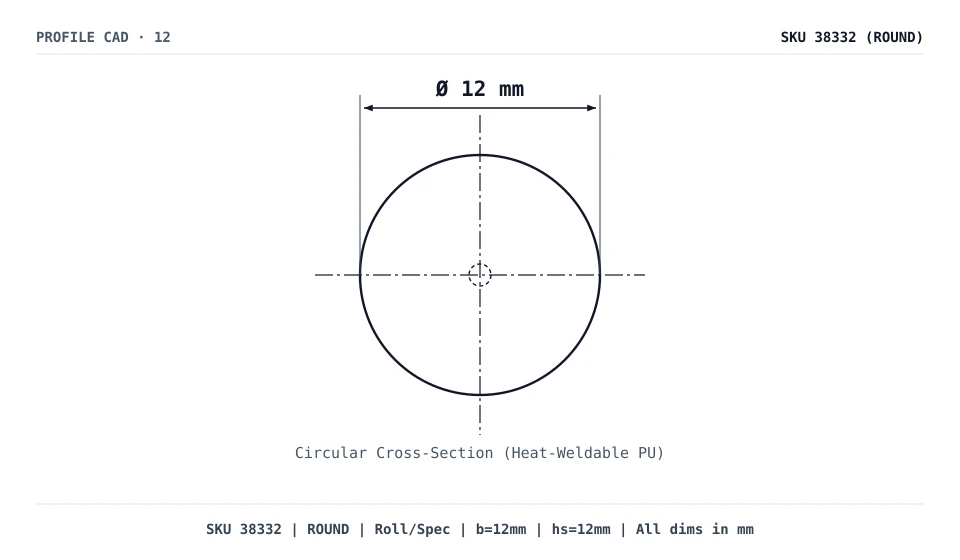 PROFILE CAD · 12
SKU 38332 (ROUND)
Ø 12 mm
Circular Cross-Section (Heat-Weldable PU)
SKU 38332 | ROUND | Roll/Spec | b=12mm | hs=12mm | All dims in mm